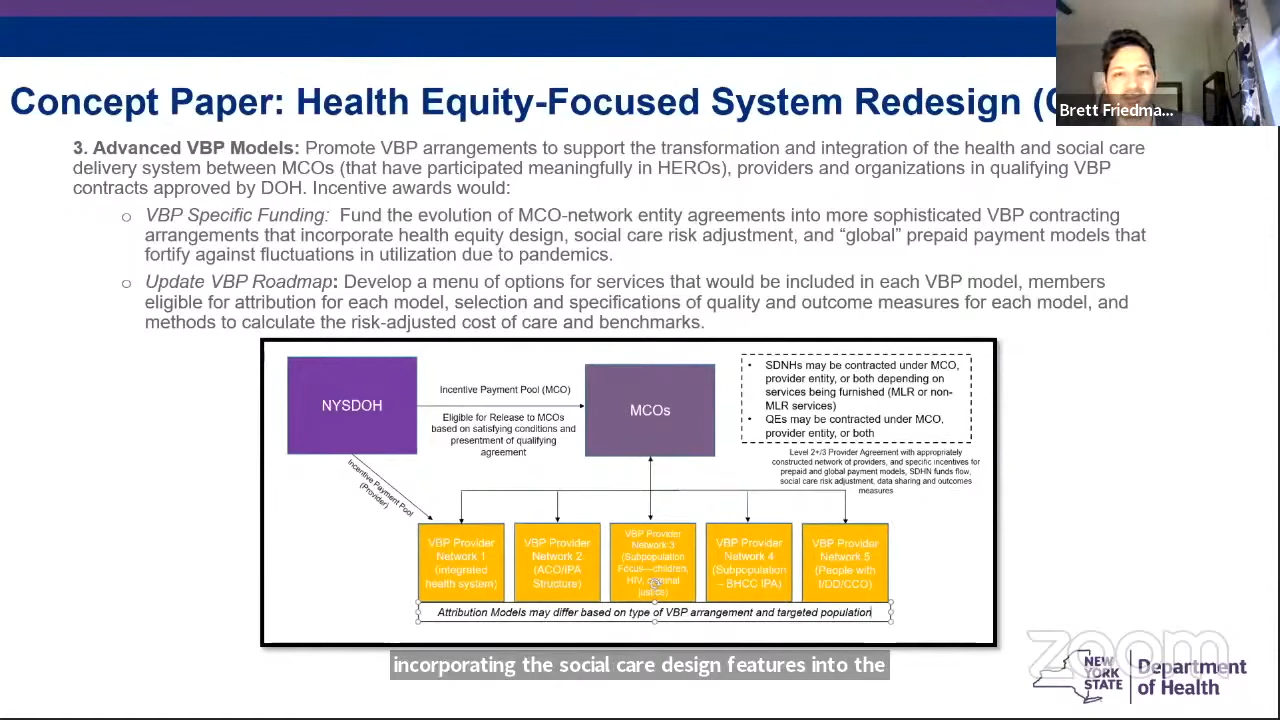 Concept Paper: Health Equity-Focused System Redesign (
Brett Friedma...
3. Advanced VBP Models: Promote VBP arrangements to support the transformation and integration of the health and social care
delivery system between MCOs (that have participated meaningfully in HEROs), providers and organizations in qualifying VBP
contracts approved by DOH. Incentive awards would:
o VBP Specific Funding: Fund the evolution of MCO-network entity agreements into more sophisticated VBP contracting
arrangements that incorporate health equity design, social care risk adjustment, and “global” prepaid payment models that
fortify against fluctuations in utilization due to pandemics.
o Update VBP Roadmap: Develop a menu of options for services that would be included in each VBP model, members
eligible for attribution for each model, selection and specifications of quality and outcome measures for each model, and
methods to calculate the risk-adjusted cost of care and benchmarks.
NYSDOH
Incentive Payment Pool (MCO)
Eligible for Release to MCOs
based on satisfying conditions and
presentment of qualifying
agreement
MCOs
• SDNHs may be contracted under MCO,
provider entity, or both depending on
services being furnished (MLR or non-
MLR services)
• QEs may be contracted under MCO,
provider entity, or both
Level 2+/3 Provider Agreement with appropriately
constructed network of providers, and specific incentives for
prepaid and global payment models, SDHN funds flow,
social care risk adjustment, data sharing and outcomes
measures
Incentive Payment Pool
(Provider)
VBP Provider
Network 1
(integrated
health system)
VBP Provider
Network 2
(ACO/IPA
Structure)
VBP Provider
Network 3
(Subpopulation
Focus—children,
HIV, criminal
justice)
VBP Provider
Network 4
(Subpopulation
– BHCC IPA)
VBP Provider
Network 5
(People with
I/DD/CCO)
Attribution Models may differ based on type of VBP arrangement and targeted population
incorporating the social care design features into the
zoom
NEW
YORK
STATE
Department
of Health